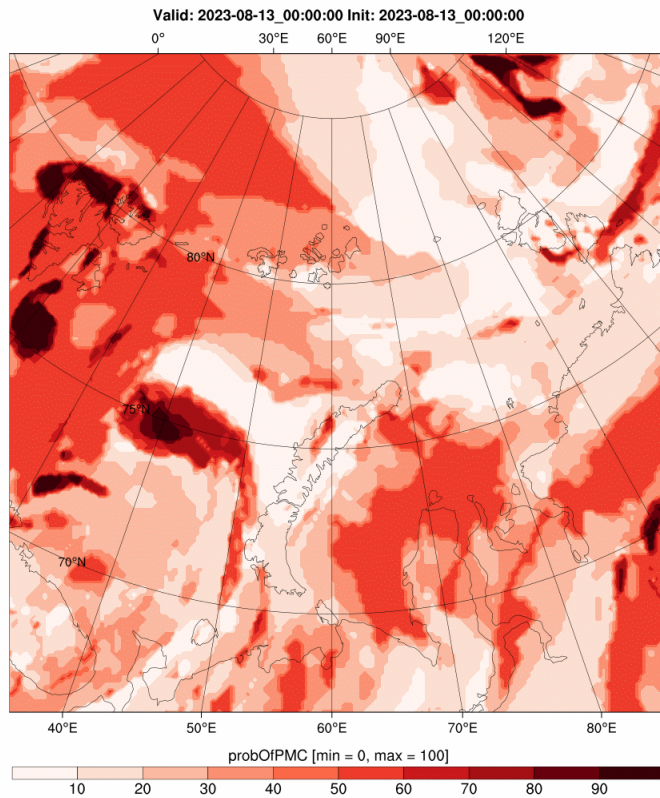 Valid: 2023-08-13_00:00:00 Init: 2023-08-13_00:00:00
0° 30°E 60°E 90°E 120°E
80°N
75°N
70°N
40°E 50°E 60°E 70°E 80°E
probOfPMC [min = 0, max = 100]
10 20 30 40 50 60 70 80 90